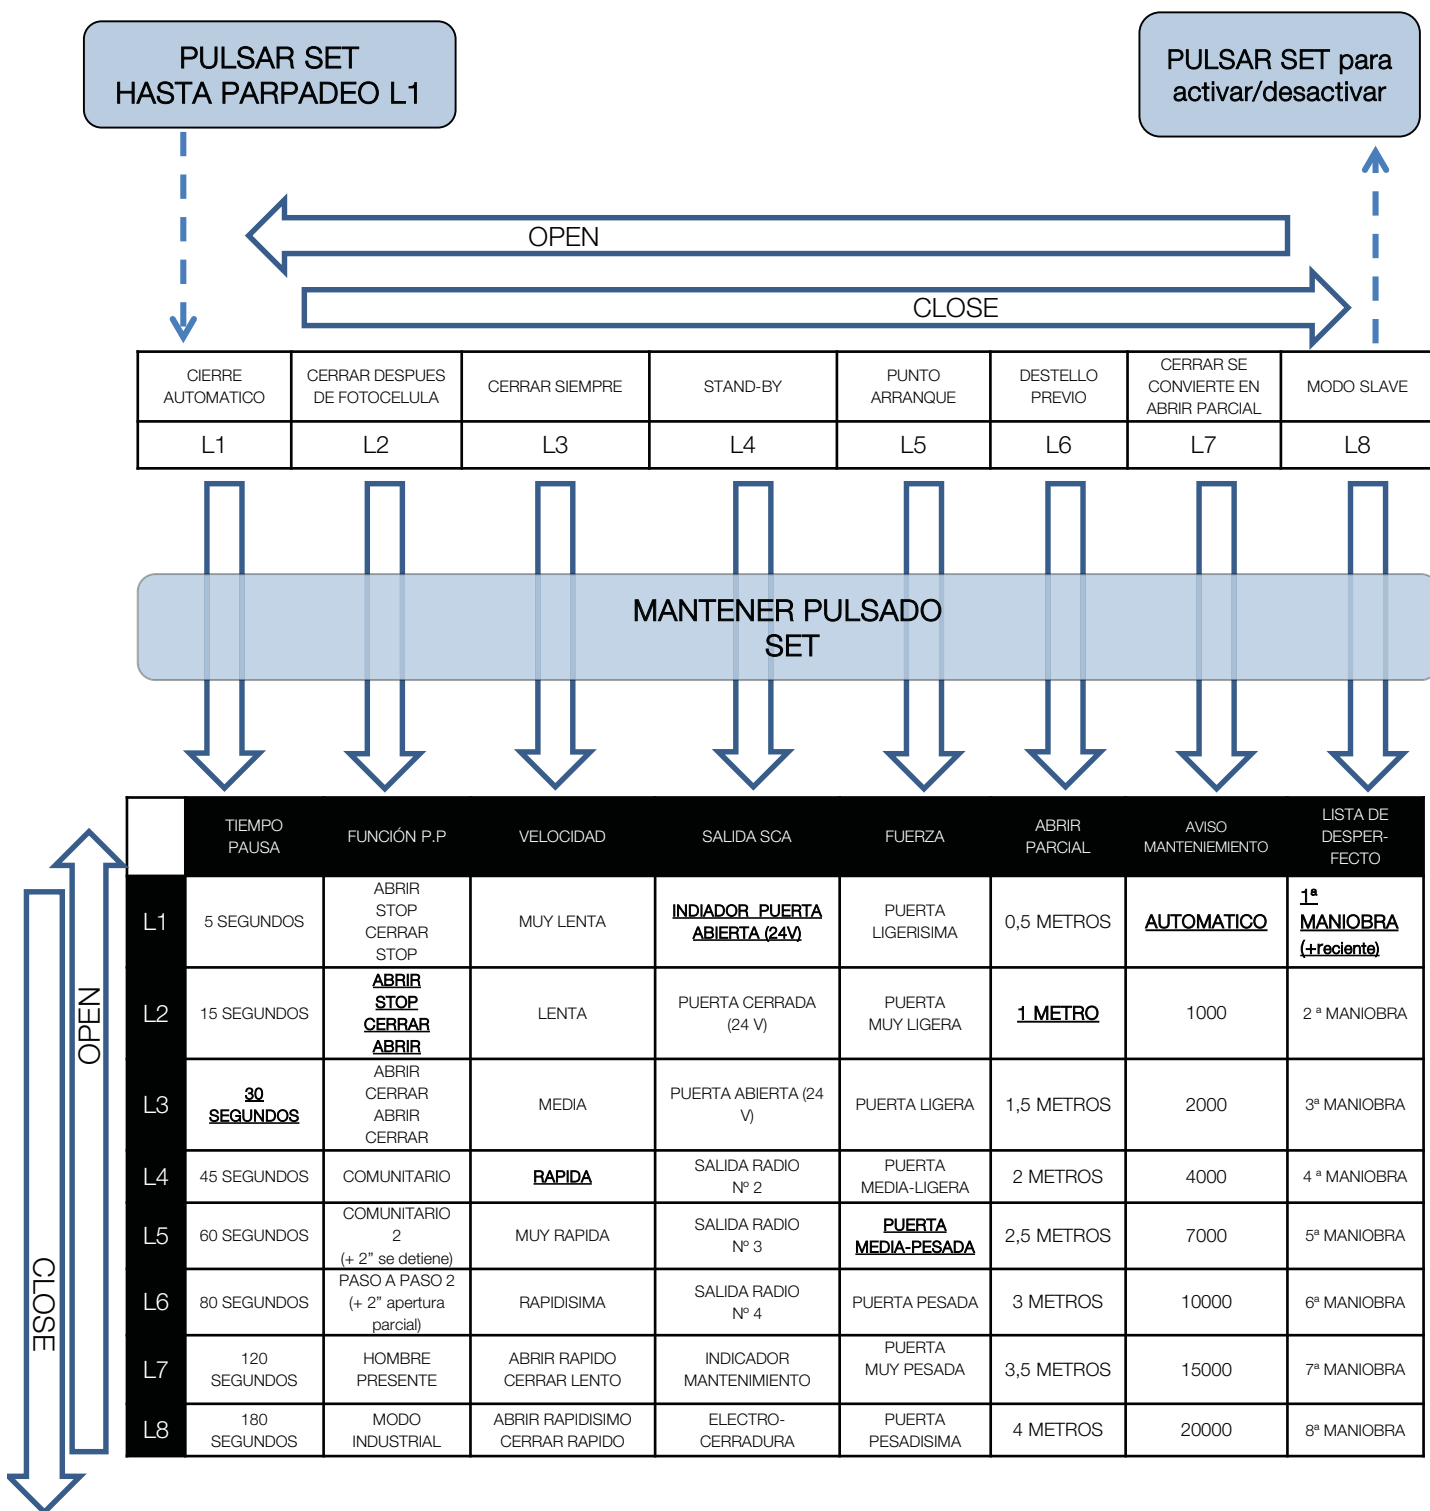 PULSAR SET
HASTA PARPADEO L1
PULSAR SET para
activar/desactivar
OPEN
CLOSE
CIERRE
AUTOMATICO
CERRAR DESPUES
DE FOTOCELULA
CERRAR SIEMPRE
STAND-BY
PUNTO
ARRANQUE
DESTELLO
PREVIO
CERRAR SE
CONVIERTE EN
ABRIR PARCIAL
MODO SLAVE
L1
L2
L3
L4
L5
L6
L7
L8
MANTENER PULSADO
SET
TIEMPO
PAUSA
FUNCIÓN P.P
VELOCIDAD
SALIDA SCA
FUERZA
ABRIR
PARCIAL
AVISO
MANTENIEMIENTO
LISTA DE
DESPER-
FECTO
L1
5 SEGUNDOS
ABRIR
STOP
CERRAR
STOP
MUY LENTA
INDIADOR PUERTA
ABIERTA (24V)
PUERTA
LIGERISIMA
0,5 METROS
AUTOMATICO
1ª
MANIOBRA
(+reciente)
L2
15 SEGUNDOS
ABRIR
STOP
CERRAR
ABRIR
LENTA
PUERTA CERRADA
(24 V)
PUERTA
MUY LIGERA
1 METRO
1000
2 ª MANIOBRA
L3
30
SEGUNDOS
ABRIR
CERRAR
ABRIR
CERRAR
MEDIA
PUERTA ABIERTA (24
V)
PUERTA LIGERA
1,5 METROS
2000
3ª MANIOBRA
L4
45 SEGUNDOS
COMUNITARIO
RAPIDA
SALIDA RADIO
Nº 2
PUERTA
MEDIA-LIGERA
2 METROS
4000
4 ª MANIOBRA
L5
60 SEGUNDOS
COMUNITARIO
2
(+ 2” se detiene)
MUY RAPIDA
SALIDA RADIO
Nº 3
PUERTA
MEDIA-PESADA
2,5 METROS
7000
5ª MANIOBRA
L6
80 SEGUNDOS
PASO A PASO 2
(+ 2” apertura
parcial)
RAPIDISIMA
SALIDA RADIO
Nº 4
PUERTA PESADA
3 METROS
10000
6ª MANIOBRA
L7
120
SEGUNDOS
HOMBRE
PRESENTE
ABRIR RAPIDO
CERRAR LENTO
INDICADOR
MANTENIMIENTO
PUERTA
MUY PESADA
3,5 METROS
15000
7ª MANIOBRA
L8
180
SEGUNDOS
MODO
INDUSTRIAL
ABRIR RAPIDISIMO
CERRAR RAPIDO
ELECTRO-
CERRADURA
PUERTA
PESADISIMA
4 METROS
20000
8ª MANIOBRA
OPEN
CLOSE